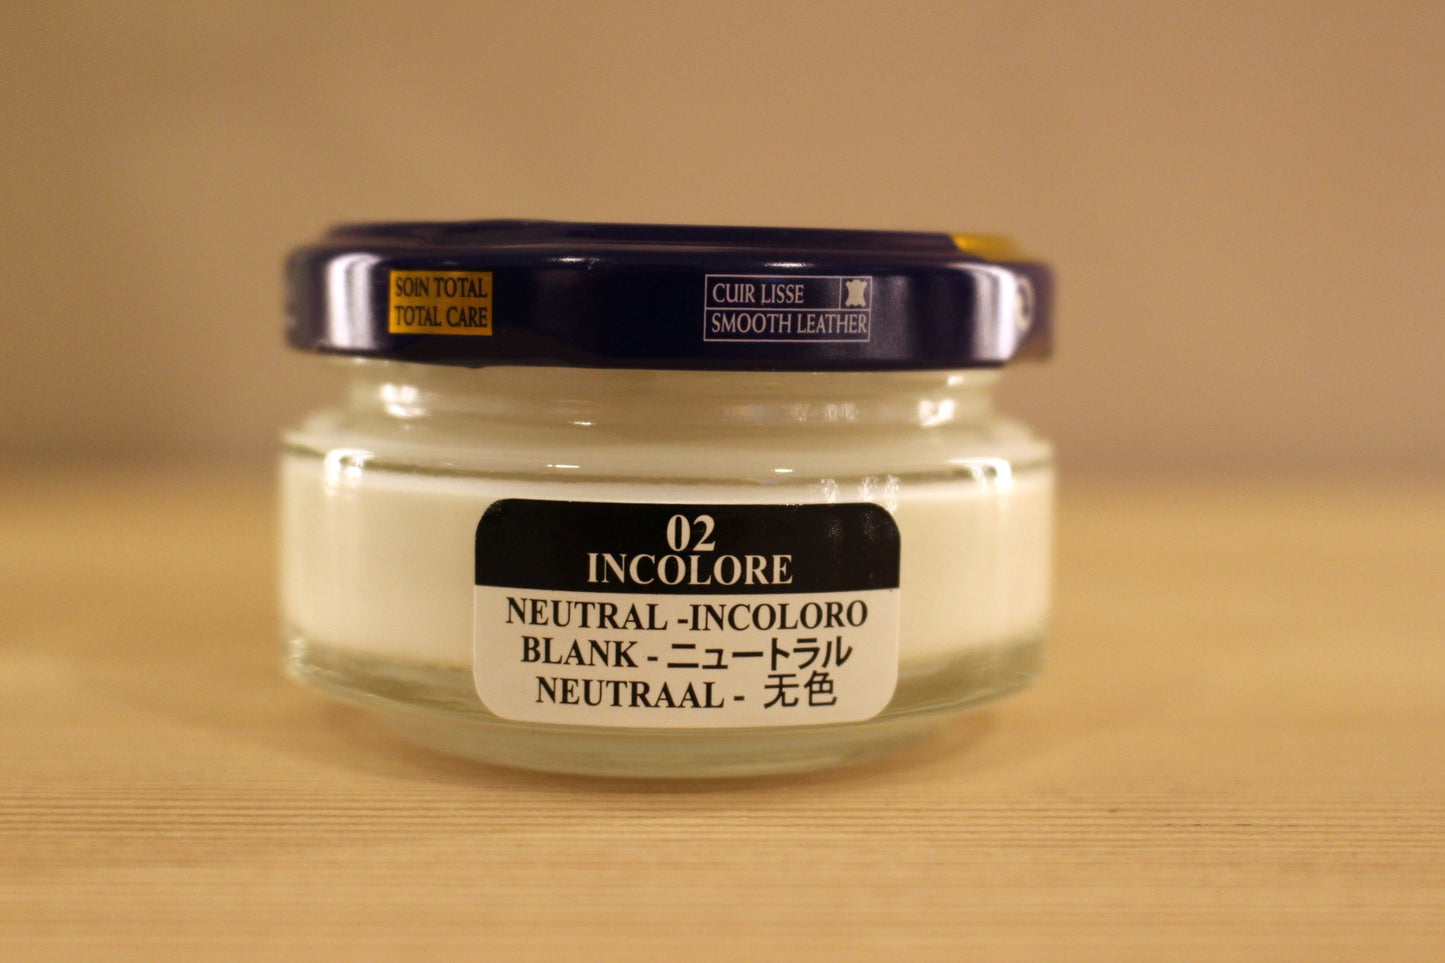 SOIN TOTAL
TOTAL CARE
CUIR LISSE
SMOOTH LEATHER
02
INCOLORE
NEUTRAL -INCOLORO
BLANK - ニュートラル
NEUTRAAL - 无色